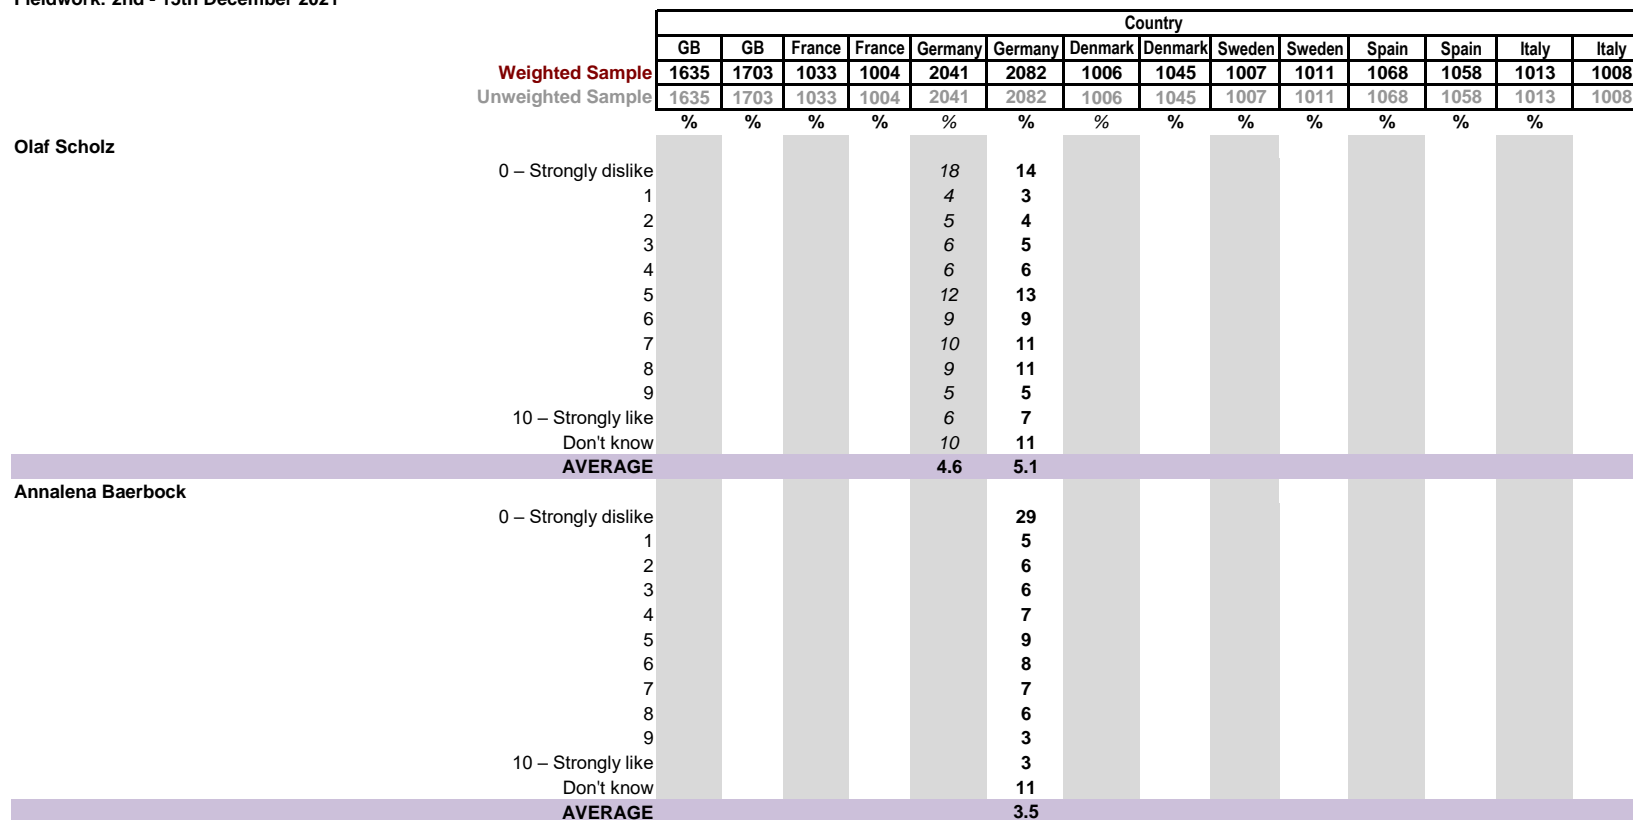 Fieldwork: 2nd - 15th December 2021
Country
GB GB France France Germany Germany Denmark Denmark Sweden Sweden Spain Spain Italy Italy
Weighted Sample 1635 1703 1033 1004 2041 2082 1006 1045 1007 1011 1068 1058 1013 1008
Unweighted Sample 1635 1703 1033 1004 2041 2082 1006 1045 1007 1011 1068 1058 1013 1008
% % % % % % % % % % % % %
Olaf Scholz
0 – Strongly dislike 18 14
1 4 3
2 5 4
3 6 5
4 6 6
5 12 13
6 9 9
7 10 11
8 9 11
9 5 5
10 – Strongly like 6 7
Don't know 10 11
AVERAGE 4.6 5.1
Annalena Baerbock
0 – Strongly dislike 29
1 5
2 6
3 6
4 7
5 9
6 8
7 7
8 6
9 3
10 – Strongly like 3
Don't know 11
AVERAGE 3.5